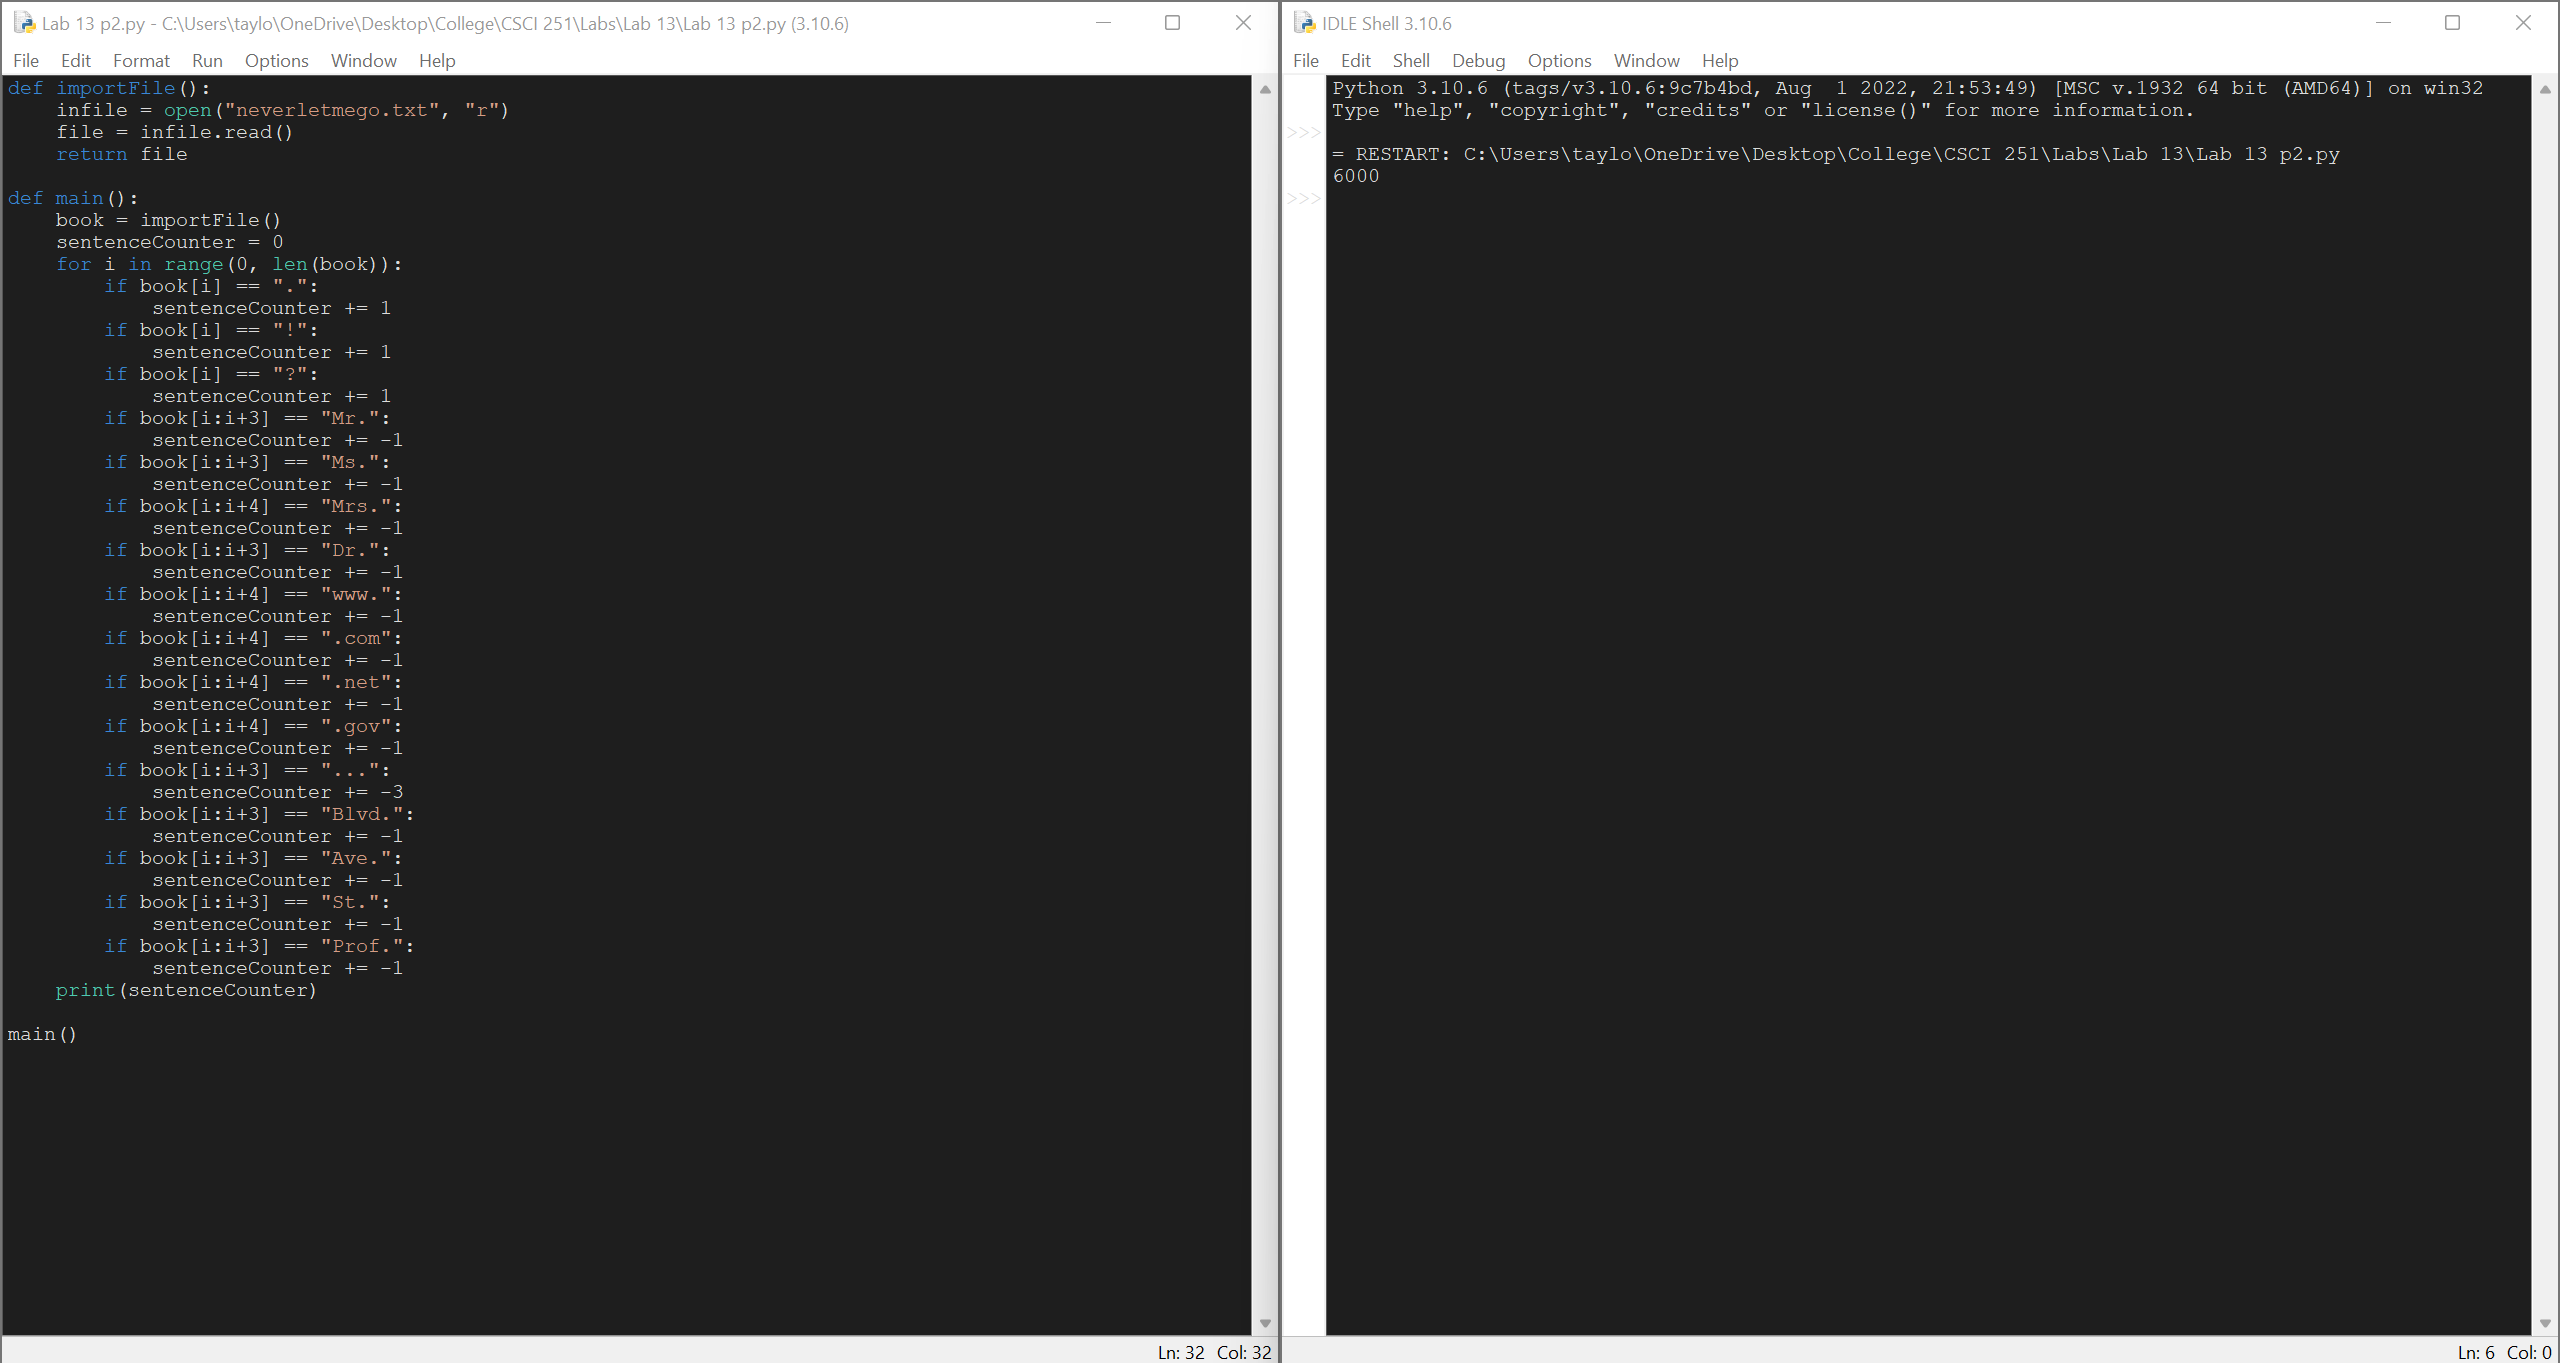 Lab 13 p2.py - C:\Users\taylo\OneDrive\Desktop\College\CSCI 251\Labs\Lab 13\Lab 13 p2.py (3.10.6)
File Edit Format Run Options Window Help
def importFile():
    infile = open("neverletmego.txt", "r")
    file = infile.read()
    return file

def main():
    book = importFile()
    sentenceCounter = 0
    for i in range(0, len(book)):
        if book[i] == ".":
            sentenceCounter += 1
        if book[i] == "!":
            sentenceCounter += 1
        if book[i] == "?":
            sentenceCounter += 1
        if book[i:i+3] == "Mr.":
            sentenceCounter += -1
        if book[i:i+3] == "Ms.":
            sentenceCounter += -1
        if book[i:i+4] == "Mrs.":
            sentenceCounter += -1
        if book[i:i+3] == "Dr.":
            sentenceCounter += -1
        if book[i:i+4] == "www.":
            sentenceCounter += -1
        if book[i:i+4] == ".com":
            sentenceCounter += -1
        if book[i:i+4] == ".net":
            sentenceCounter += -1
        if book[i:i+4] == ".gov":
            sentenceCounter += -1
        if book[i:i+3] == "...":
            sentenceCounter += -3
        if book[i:i+3] == "Blvd.":
            sentenceCounter += -1
        if book[i:i+3] == "Ave.":
            sentenceCounter += -1
        if book[i:i+3] == "St.":
            sentenceCounter += -1
        if book[i:i+3] == "Prof.":
            sentenceCounter += -1
    print(sentenceCounter)

main()
Ln: 32 Col: 32
IDLE Shell 3.10.6
File Edit Shell Debug Options Window Help
Python 3.10.6 (tags/v3.10.6:9c7b4bd, Aug  1 2022, 21:53:49) [MSC v.1932 64 bit (AMD64)] on win32
Type "help", "copyright", "credits" or "license()" for more information.
>>>
= RESTART: C:\Users\taylo\OneDrive\Desktop\College\CSCI 251\Labs\Lab 13\Lab 13 p2.py
6000
>>>
Ln: 6 Col: 0